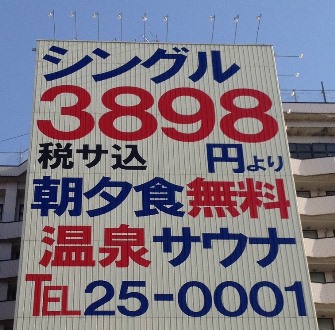 シングル
3898
税サ込 円より
朝夕食無料
温泉サウナ
TEL25-0001